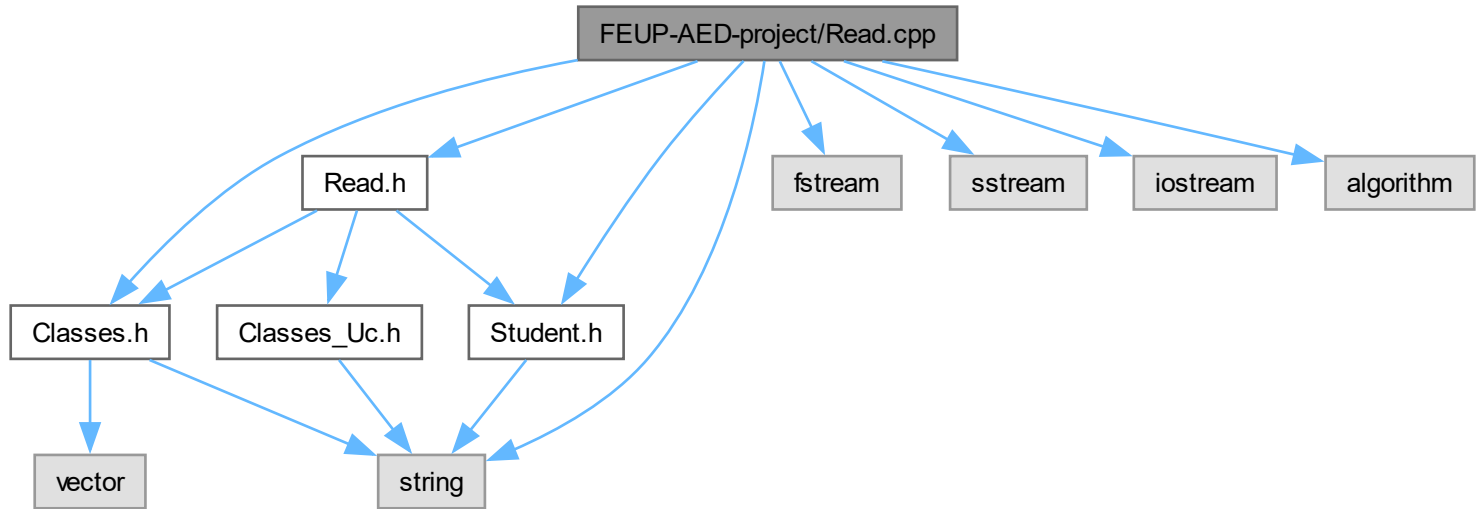 FEUP-AED-project/Read.cpp
Read.h
fstream
sstream
iostream
algorithm
Classes.h
Classes_Uc.h
Student.h
vector
string